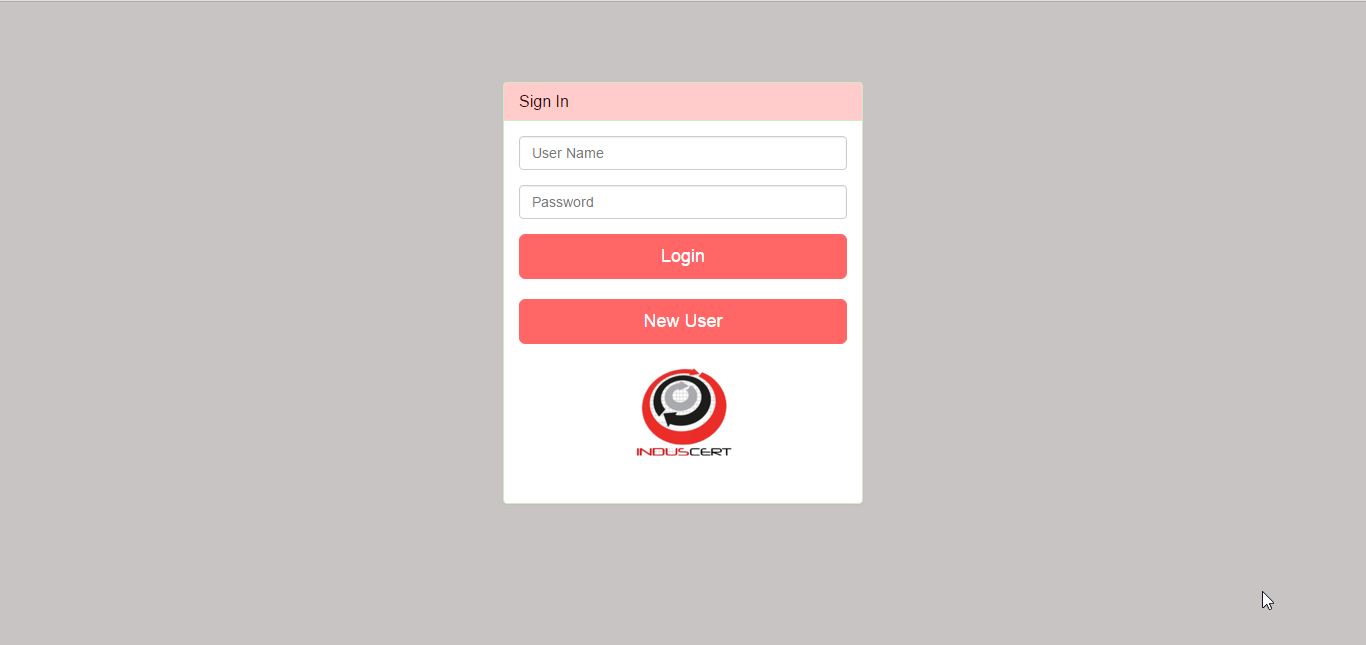 Sign In
User Name
Password
Login
New User
INDUSCERT